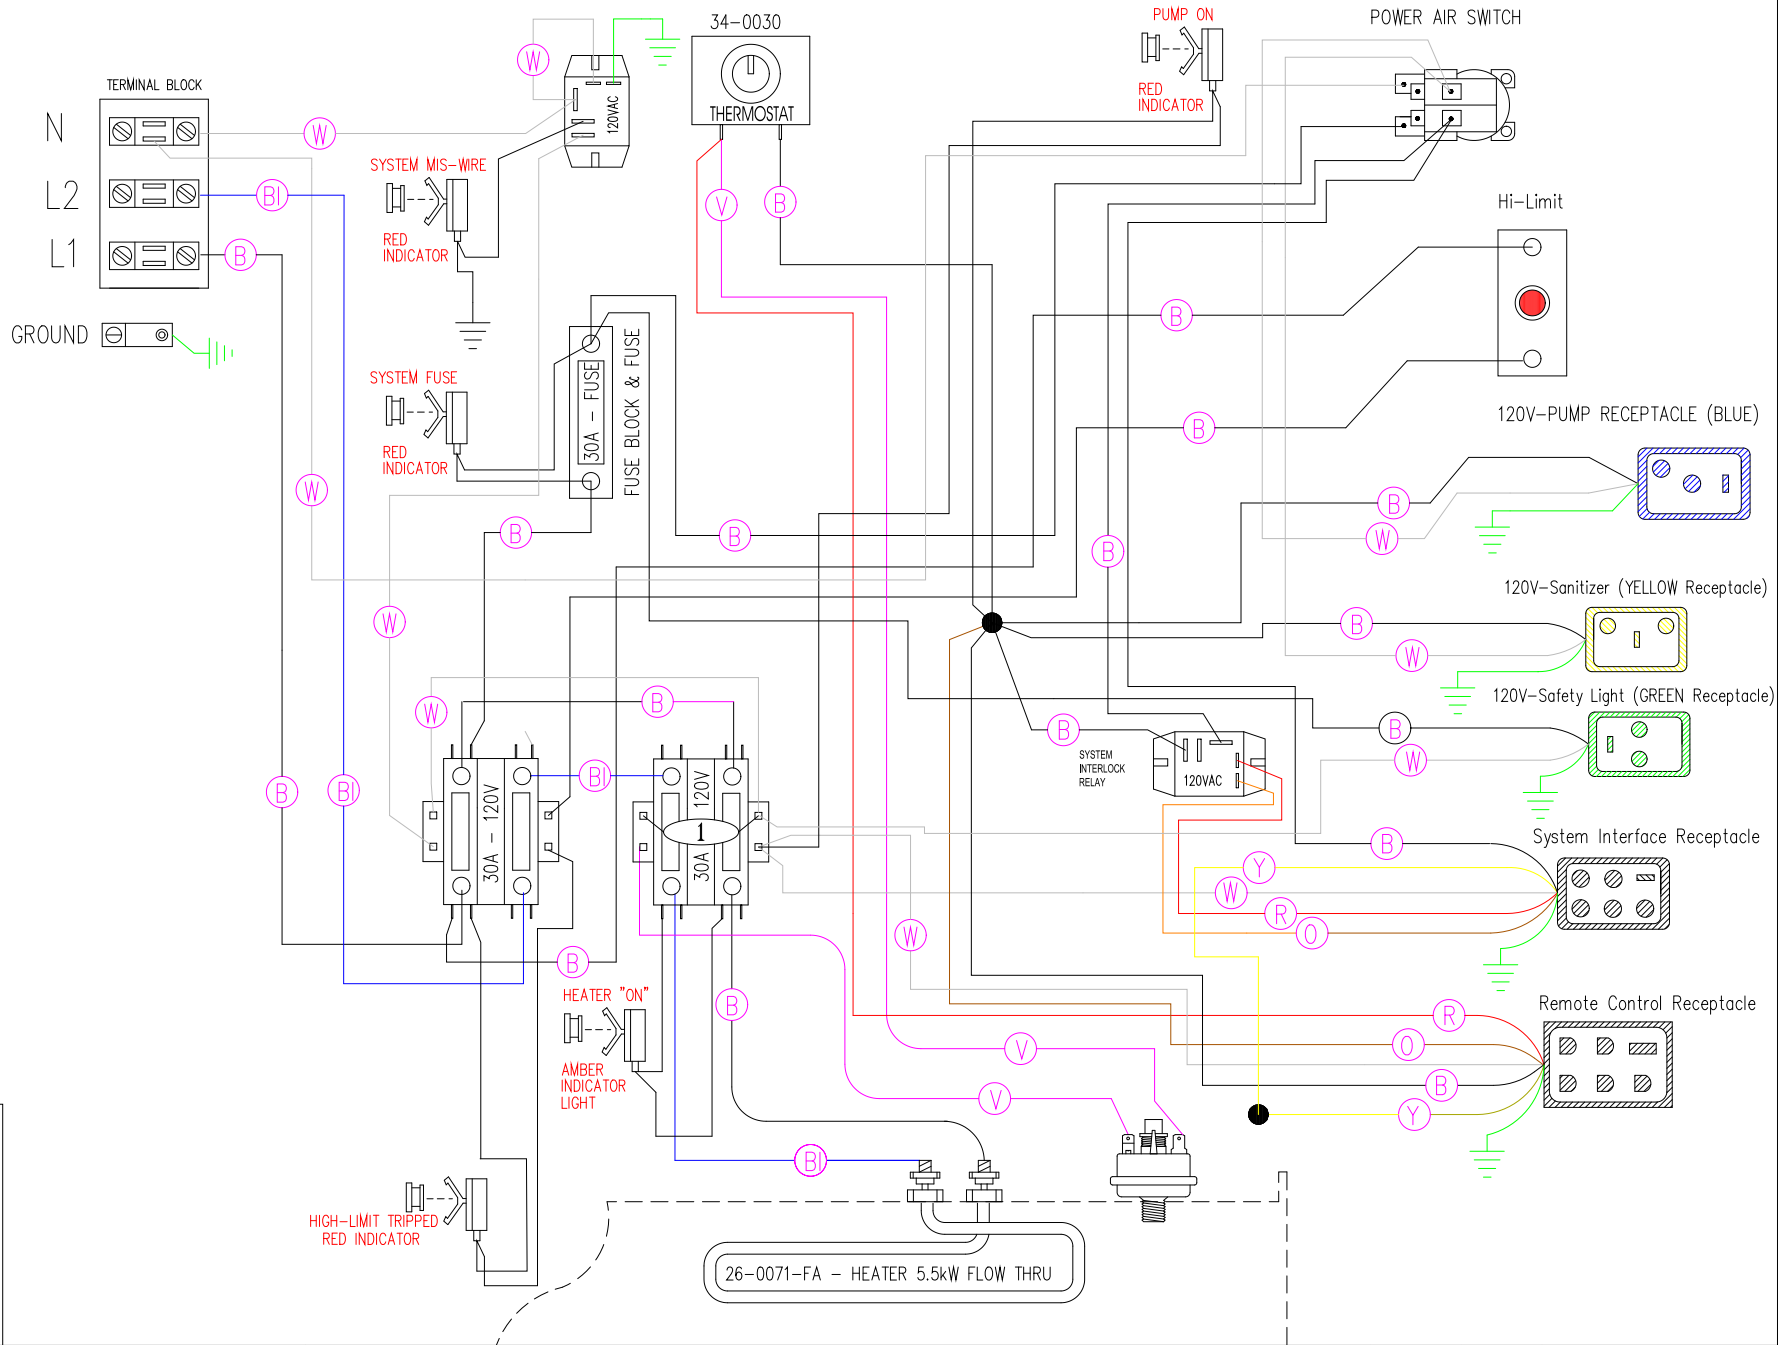 34-0030
THERMOSTAT
PUMP ON
RED
INDICATOR
POWER AIR SWITCH
TERMINAL BLOCK
N
L2
L1
GROUND
W
W
BI
B
120VAC
SYSTEM MIS-WIRE
RED
INDICATOR
V
B
Hi-Limit
B
B
SYSTEM FUSE
RED
INDICATOR
30A - FUSE
FUSE BLOCK & FUSE
W
B
B
B
W
120V-PUMP RECEPTACLE (BLUE)
B
W
120V-Sanitizer (YELLOW Receptacle)
B
W
120V-Safety Light (GREEN Receptacle)
B
W
W
B
B
SYSTEM
INTERLOCK
RELAY
120VAC
B
BI
BI
30A - 120V
30A
120V
1
System Interface Receptacle
B
Y
W
R
O
W
B
B
HEATER "ON"
AMBER
INDICATOR
LIGHT
Remote Control Receptacle
R
O
B
Y
V
V
BI
HIGH-LIMIT TRIPPED
RED INDICATOR
26-0071-FA - HEATER 5.5kW FLOW THRU